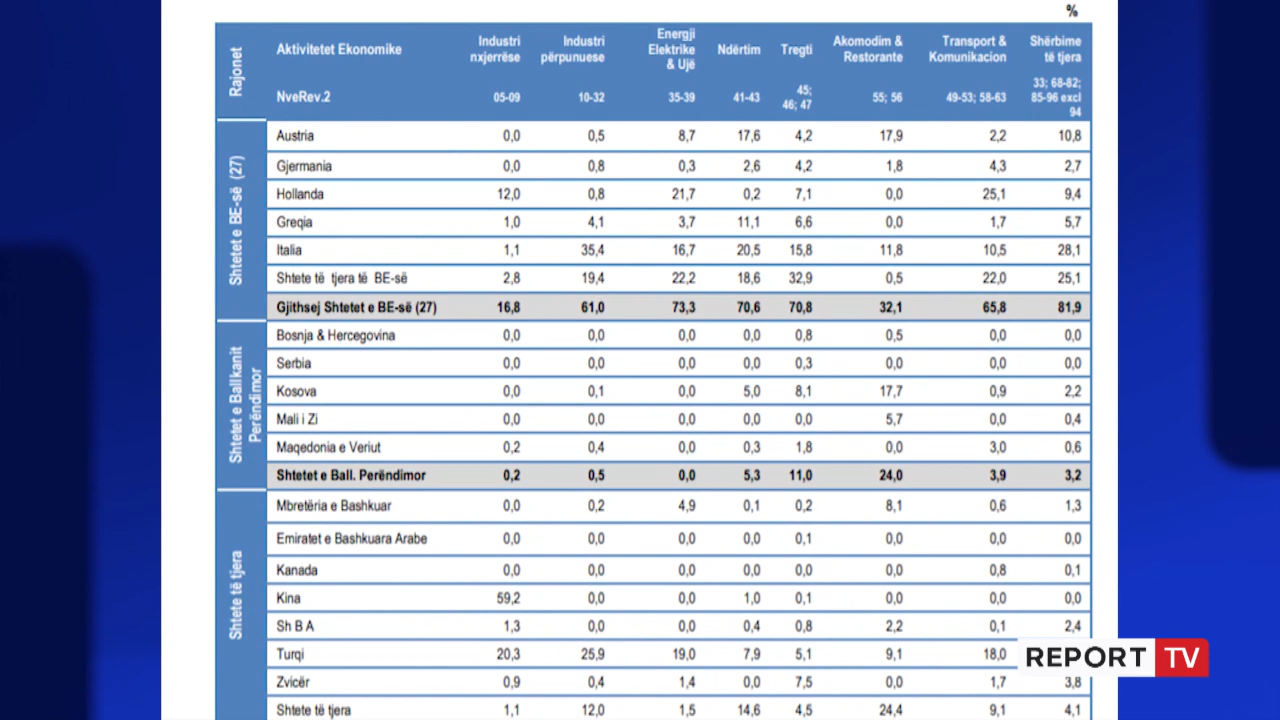 %
Rajonet Aktivitetet Ekonomike Industri nxjerrëse Industri përpunuese Energji Elektrike & Ujë Ndërtim Tregti Akomodim & Restorante Transport & Komunikacion Shërbime të tjera
NveRev.2 05-09 10-32 35-39 41-43 45; 46; 47 55; 56 49-53; 58-63 33; 68-82; 85-96 excl 94
Shtetet e BE-së (27)
Austria 0,0 0,5 8,7 17,6 4,2 17,9 2,2 10,8
Gjermania 0,0 0,8 0,3 2,6 4,2 1,8 4,3 2,7
Hollanda 12,0 0,8 21,7 0,2 7,1 0,0 25,1 9,4
Greqia 1,0 4,1 3,7 11,1 6,6 0,0 1,7 5,7
Italia 1,1 35,4 16,7 20,5 15,8 11,8 10,5 28,1
Shtete të tjera të BE-së 2,8 19,4 22,2 18,6 32,9 0,5 22,0 25,1
Gjithsej Shtetet e BE-së (27) 16,8 61,0 73,3 70,6 70,8 32,1 65,8 81,9
Shtetet e Ballkanit Perëndimor
Bosnja & Hercegovina 0,0 0,0 0,0 0,0 0,8 0,5 0,0 0,0
Serbia 0,0 0,0 0,0 0,0 0,3 0,0 0,0 0,0
Kosova 0,0 0,1 0,0 5,0 8,1 17,7 0,9 2,2
Mali i Zi 0,0 0,0 0,0 0,0 0,0 5,7 0,0 0,4
Maqedonia e Veriut 0,2 0,4 0,0 0,3 1,8 0,0 3,0 0,6
Shtetet e Ball. Perëndimor 0,2 0,5 0,0 5,3 11,0 24,0 3,9 3,2
Shtete të tjera
Mbretëria e Bashkuar 0,0 0,2 4,9 0,1 0,2 8,1 0,6 1,3
Emiratet e Bashkuara Arabe 0,0 0,0 0,0 0,0 0,1 0,0 0,0 0,0
Kanada 0,0 0,0 0,0 0,0 0,0 0,0 0,8 0,1
Kina 59,2 0,0 0,0 1,0 0,1 0,0 0,0 0,0
Sh B A 1,3 0,0 0,0 0,4 0,8 2,2 0,1 2,4
Turqi 20,3 25,9 19,0 7,9 5,1 9,1 18,0
Zvicër 0,9 0,4 1,4 0,0 7,5 0,0 1,7 3,8
Shtete të tjera 1,1 12,0 1,5 14,6 4,5 24,4 9,1 4,1
REPORT TV